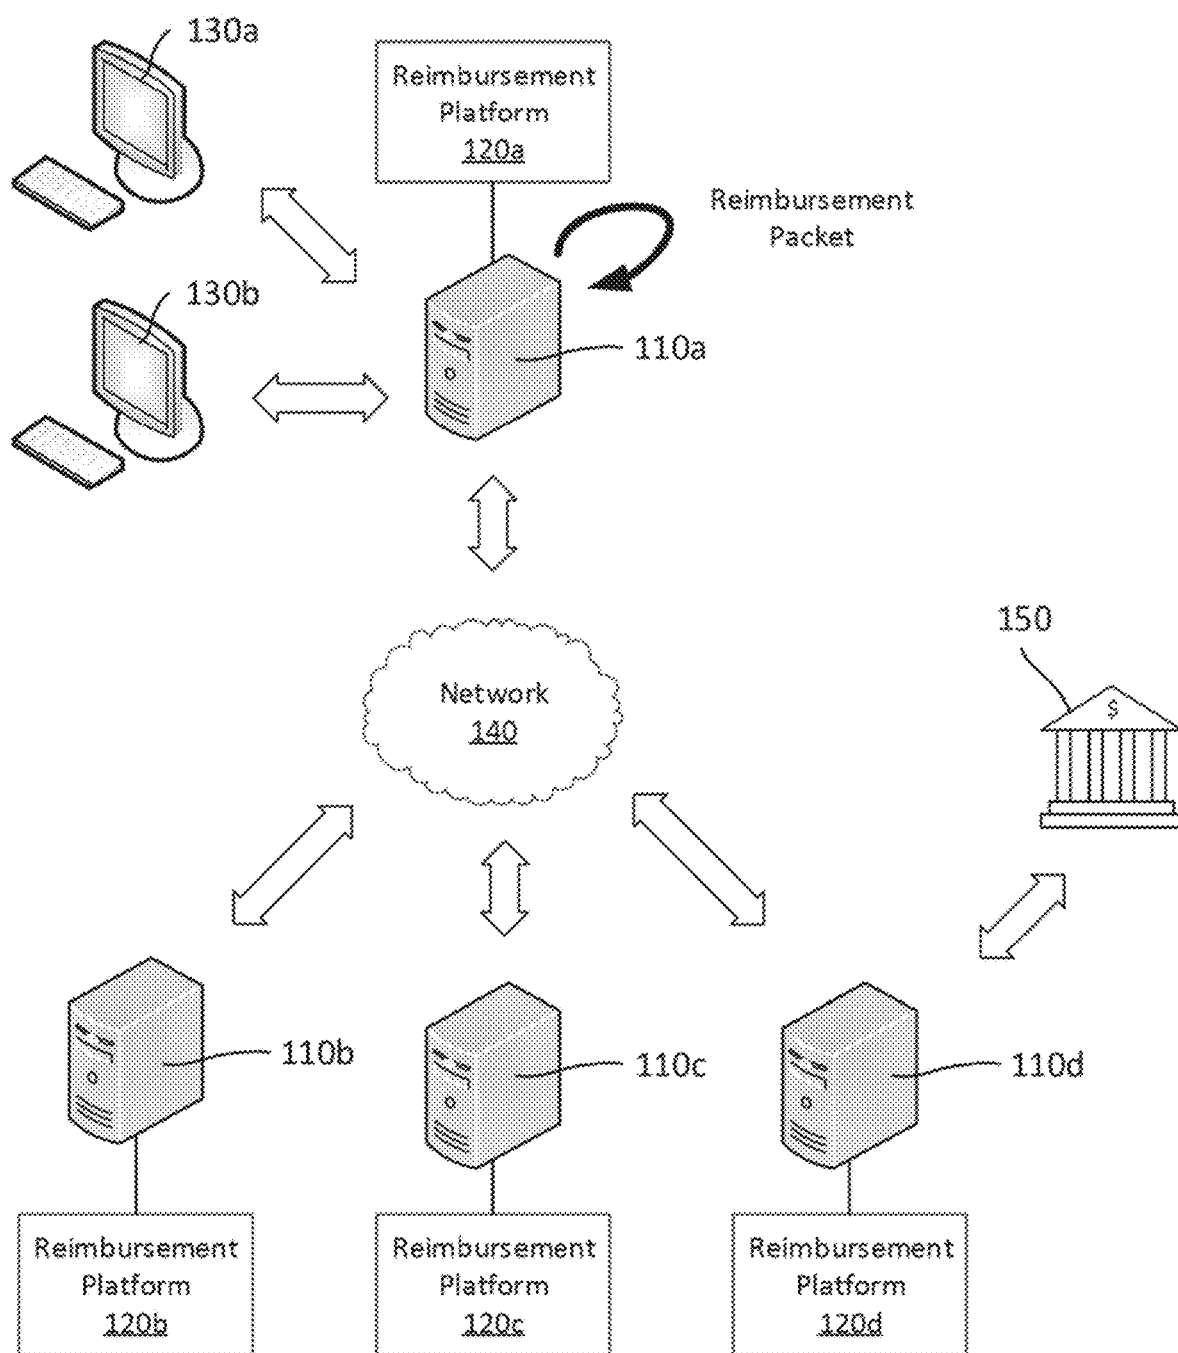 130a
Reimbursement
Platform
120a
Reimbursement
Packet
130b
110a
150
$
Network
140
110b
110c
110d
Reimbursement
Platform
120b
Reimbursement
Platform
120c
Reimbursement
Platform
120d